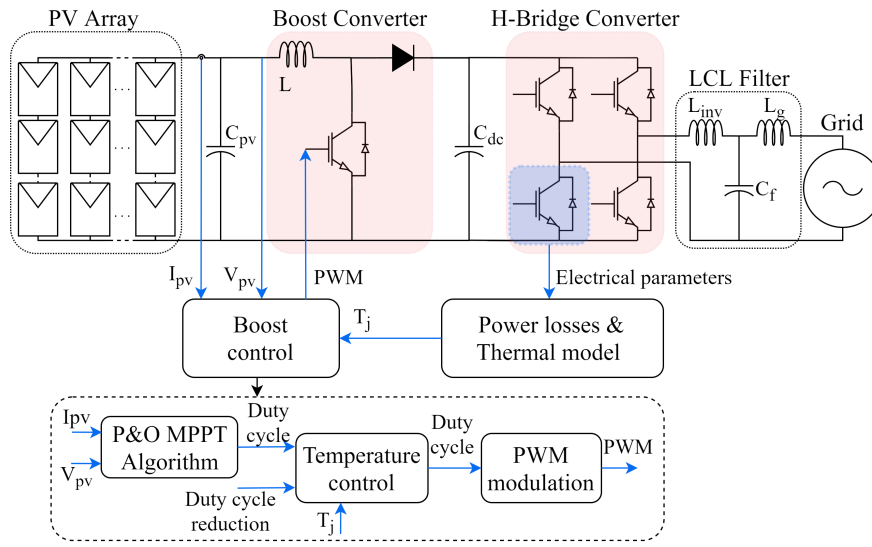 PV Array
Boost Converter
H-Bridge Converter
LCL Filter
L
C_pv
C_dc
L_inv
L_g
C_f
Grid
I_pv
V_pv
PWM
Electrical parameters
Boost
control
T_j
Power losses &
Thermal model
Ipv
V_pv
P&O MPPT
Algorithm
Duty
cycle
Duty cycle
reduction
T_j
Temperature
control
Duty
cycle
PWM
modulation
PWM